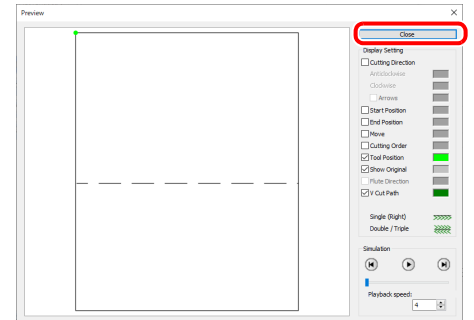 Preview
Close
Display Setting
Cutting Direction
Anticlockwise
Clockwise
Arrows
Start Position
End Position
Move
Cutting Order
Tool Position
Show Original
Flute Direction
V Cut Path
Single (Right)
Double / Triple
Simulation
Playback speed:
4